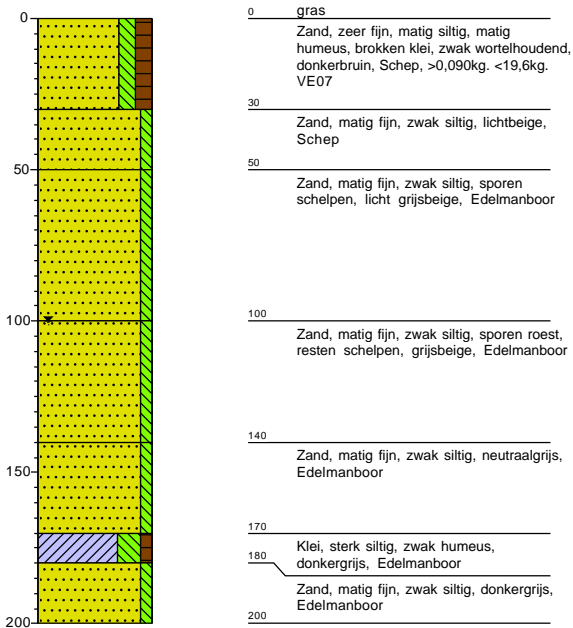 0
50
100
150
200
0 gras
Zand, zeer fijn, matig siltig, matig
humeus, brokken klei, zwak wortelhoudend,
donkerbruin, Schep, >0,090kg. <19,6kg.
VE07
30
Zand, matig fijn, zwak siltig, lichtbeige,
Schep
50
Zand, matig fijn, zwak siltig, sporen
schelpen, licht grijsbeige, Edelmanboor
100
Zand, matig fijn, zwak siltig, sporen roest,
resten schelpen, grijsbeige, Edelmanboor
140
Zand, matig fijn, zwak siltig, neutraalgrijs,
Edelmanboor
170
Klei, sterk siltig, zwak humeus,
donkergrijs, Edelmanboor
180
Zand, matig fijn, zwak siltig, donkergrijs,
Edelmanboor
200